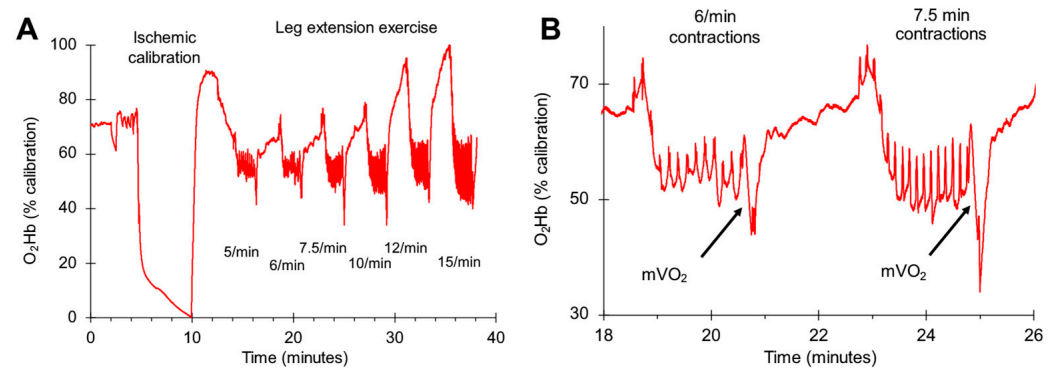 A
Ischemic
calibration
Leg extension exercise
100
80
60
40
20
0
O₂Hb (% calibration)
5/min
6/min
7.5/min
10/min
12/min
15/min
0
10
20
30
40
Time (minutes)
B
6/min
contractions
7.5 min
contractions
70
50
30
O₂Hb (% calibration)
mVO₂
mVO₂
18
20
22
24
26
Time (minutes)